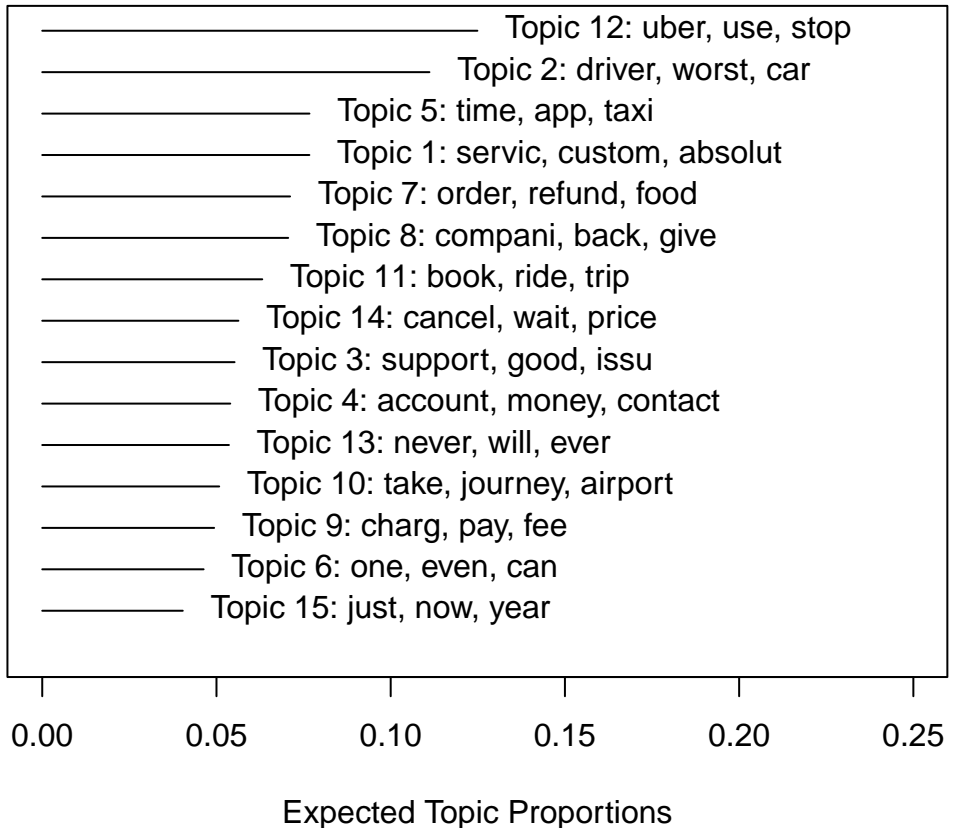 Topic 12: uber, use, stop
Topic 2: driver, worst, car
Topic 5: time, app, taxi
Topic 1: servic, custom, absolut
Topic 7: order, refund, food
Topic 8: compani, back, give
Topic 11: book, ride, trip
Topic 14: cancel, wait, price
Topic 3: support, good, issu
Topic 4: account, money, contact
Topic 13: never, will, ever
Topic 10: take, journey, airport
Topic 9: charg, pay, fee
Topic 6: one, even, can
Topic 15: just, now, year
0.00 0.05 0.10 0.15 0.20 0.25
Expected Topic Proportions